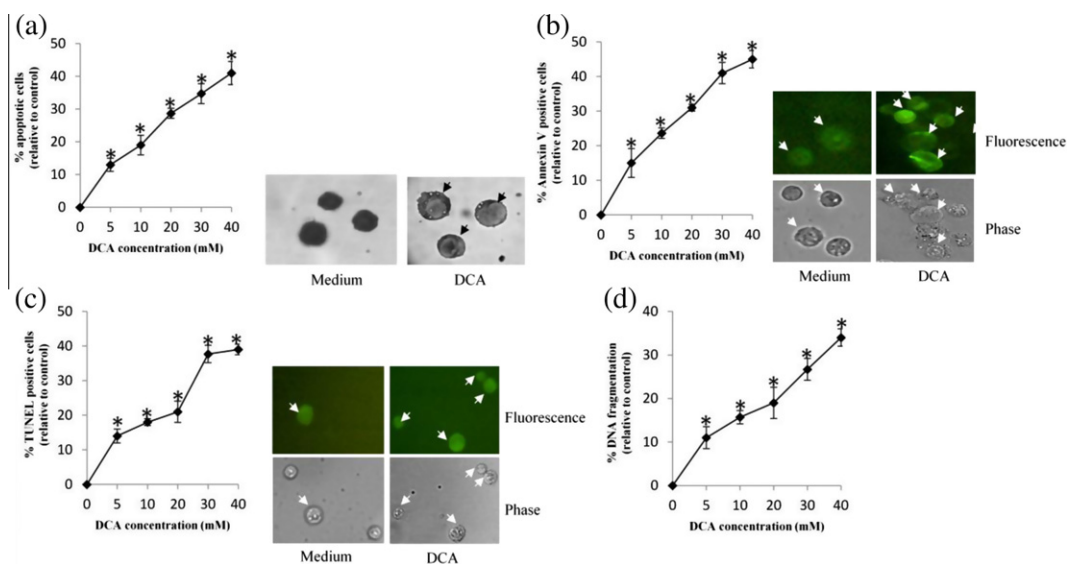 (a)
% apoptotic cells
(relative to control)
50
40
30
20
10
0
*
*
*
*
*
0 5 10 20 30 40
DCA concentration (mM)
Medium
DCA
(b)
% Annexin V positive cells
(relative to control)
50
40
30
20
10
0
*
*
*
*
*
0 5 10 20 30 40
DCA concentration (mM)
Fluorescence
Phase
Medium
DCA
(c)
% TUNEL positive cells
(relative to control)
50
40
30
20
10
0
*
*
*
*
*
0 5 10 20 30 40
DCA concentration (mM)
Fluorescence
Phase
Medium
DCA
(d)
% DNA fragmentation
(relative to control)
40
30
20
10
0
*
*
*
*
*
0 5 10 20 30 40
DCA concentration (mM)